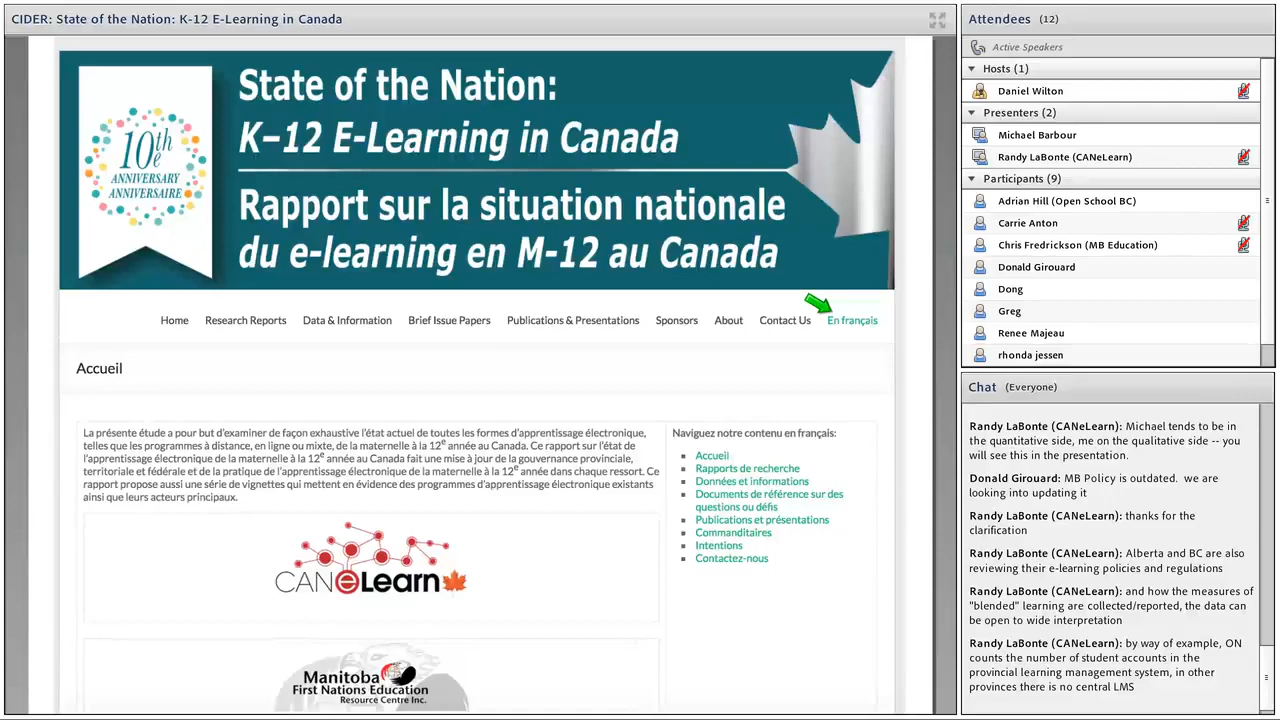 CIDER: State of the Nation: K-12 E-Learning in Canada
10th e
ANNIVERSARY
ANNIVERSAIRE
State of the Nation:
K–12 E-Learning in Canada
Rapport sur la situation nationale
du e-learning en M-12 au Canada
Home Research Reports Data & Information Brief Issue Papers Publications & Presentations Sponsors About Contact Us En français
Accueil
La présente étude a pour but d'examiner de façon exhaustive l'état actuel de toutes les formes d'apprentissage électronique,
telles que les programmes à distance, en ligne ou mixte, de la maternelle à la 12e année au Canada. Ce rapport sur l'état de
l'apprentissage électronique de la maternelle à la 12e année au Canada fait une mise à jour de la gouvernance provinciale,
territoriale et fédérale et de la pratique de l'apprentissage électronique de la maternelle à la 12e année dans chaque ressort. Ce
rapport propose aussi une série de vignettes qui mettent en évidence des programmes d'apprentissage électronique existants
ainsi que leurs acteurs principaux.
CANeLearn
Manitoba
First Nations Education
Resource Centre Inc.
Naviguez notre contenu en français:
Accueil
Rapports de recherche
Données et informations
Documents de référence sur des
questions ou défis
Publications et présentations
Commanditaires
Intentions
Contactez-nous
Attendees (12)
Active Speakers
Hosts (1)
Daniel Wilton
Presenters (2)
Michael Barbour
Randy LaBonte (CANeLearn)
Participants (9)
Adrian Hill (Open School BC)
Carrie Anton
Chris Fredrickson (MB Education)
Donald Girouard
Dong
Greg
Renee Majeau
rhonda jessen
Chat (Everyone)
Randy LaBonte (CANeLearn): Michael tends to be in
the quantitative side, me on the qualitative side -- you
will see this in the presentation.
Donald Girouard: MB Policy is outdated. we are
looking into updating it
Randy LaBonte (CANeLearn): thanks for the
clarification
Randy LaBonte (CANeLearn): Alberta and BC are also
reviewing their e-learning policies and regulations
Randy LaBonte (CANeLearn): and how the measures of
"blended" learning are collected/reported, the data can
be open to wide interpretation
Randy LaBonte (CANeLearn): by way of example, ON
counts the number of student accounts in the
provincial learning management system, in other
provinces there is no central LMS